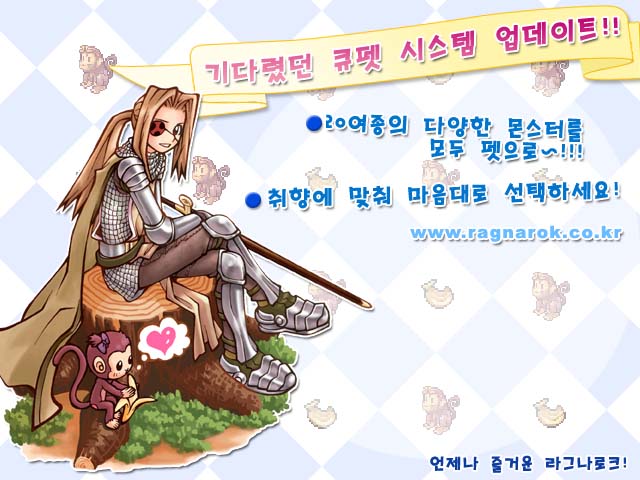 기다렸던 큐펫 시스템 업데이트!!
20여종의 다양한 몬스터를
모두 펫으로~!!!
취향에 맞춰 마음대로 선택하세요!
www.ragnarok.co.kr
언제나 즐거운 라그나로크!